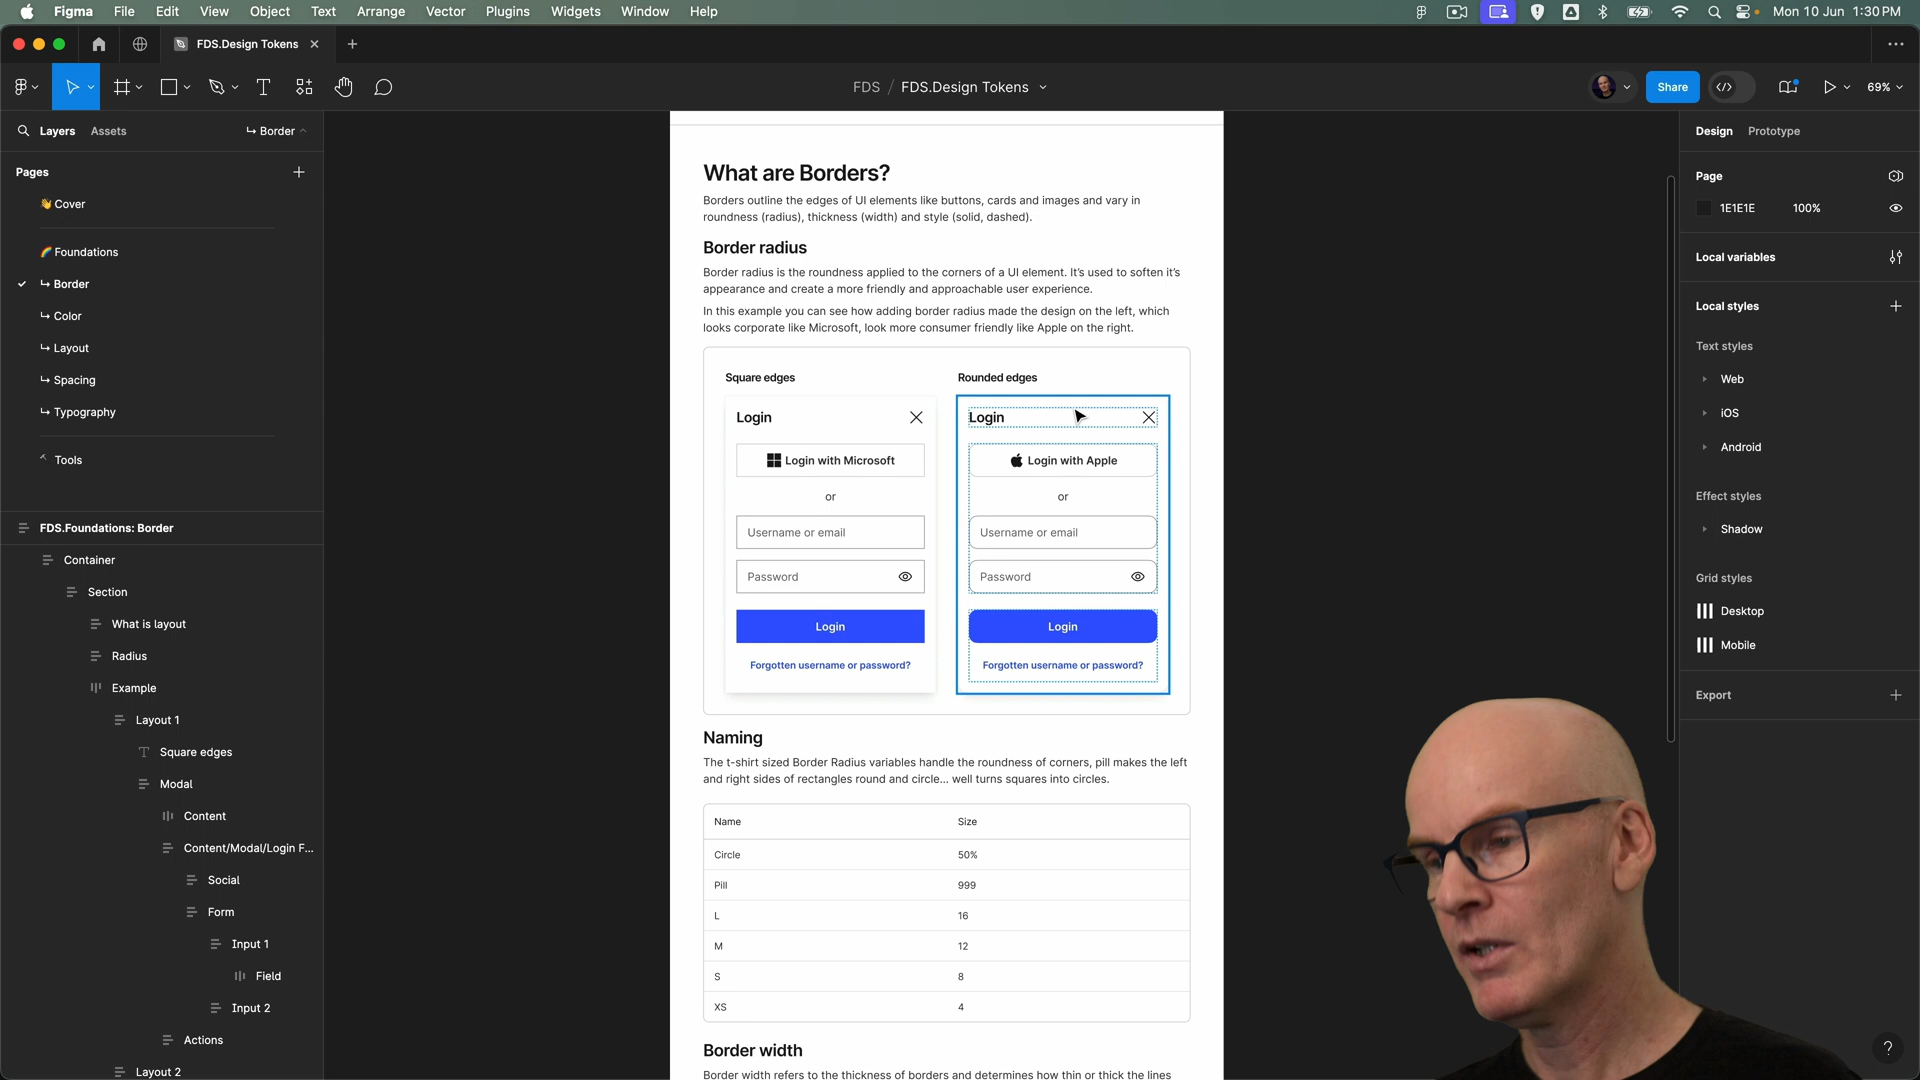 Figma File Edit View Object Text Arrange Vector Plugins Widgets Window Help Mon 10 Jun 1:30 PM
FDS.Design Tokens
FDS / FDS.Design Tokens Share 69%
Layers Assets Border
Pages
Cover
Foundations
Border
Color
Layout
Spacing
Typography
Tools
FDS.Foundations: Border
Container
Section
What is layout
Radius
Example
Layout 1
Square edges
Modal
Content
Content/Modal/Login F...
Social
Form
Input 1
Field
Input 2
Actions
Layout 2
What are Borders?
Borders outline the edges of UI elements like buttons, cards and images and vary in
roundness (radius), thickness (width) and style (solid, dashed).
Border radius
Border radius is the roundness applied to the corners of a UI element. It’s used to soften it’s
appearance and create a more friendly and approachable user experience.
In this example you can see how adding border radius made the design on the left, which
looks corporate like Microsoft, look more consumer friendly like Apple on the right.
Square edges
Login
Login with Microsoft
or
Username or email
Password
Login
Forgotten username or password?
Rounded edges
Login
Login with Apple
or
Username or email
Password
Login
Forgotten username or password?
Naming
The t-shirt sized Border Radius variables handle the roundness of corners, pill makes the left
and right sides of rectangles round and circle... well turns squares into circles.
Name Size
Circle 50%
Pill 999
L 16
M 12
S 8
XS 4
Border width
Border width refers to the thickness of borders and determines how thin or thick the lines
Design Prototype
Page
1E1E1E 100%
Local variables
Local styles
Text styles
Web
iOS
Android
Effect styles
Shadow
Grid styles
Desktop
Mobile
Export
?